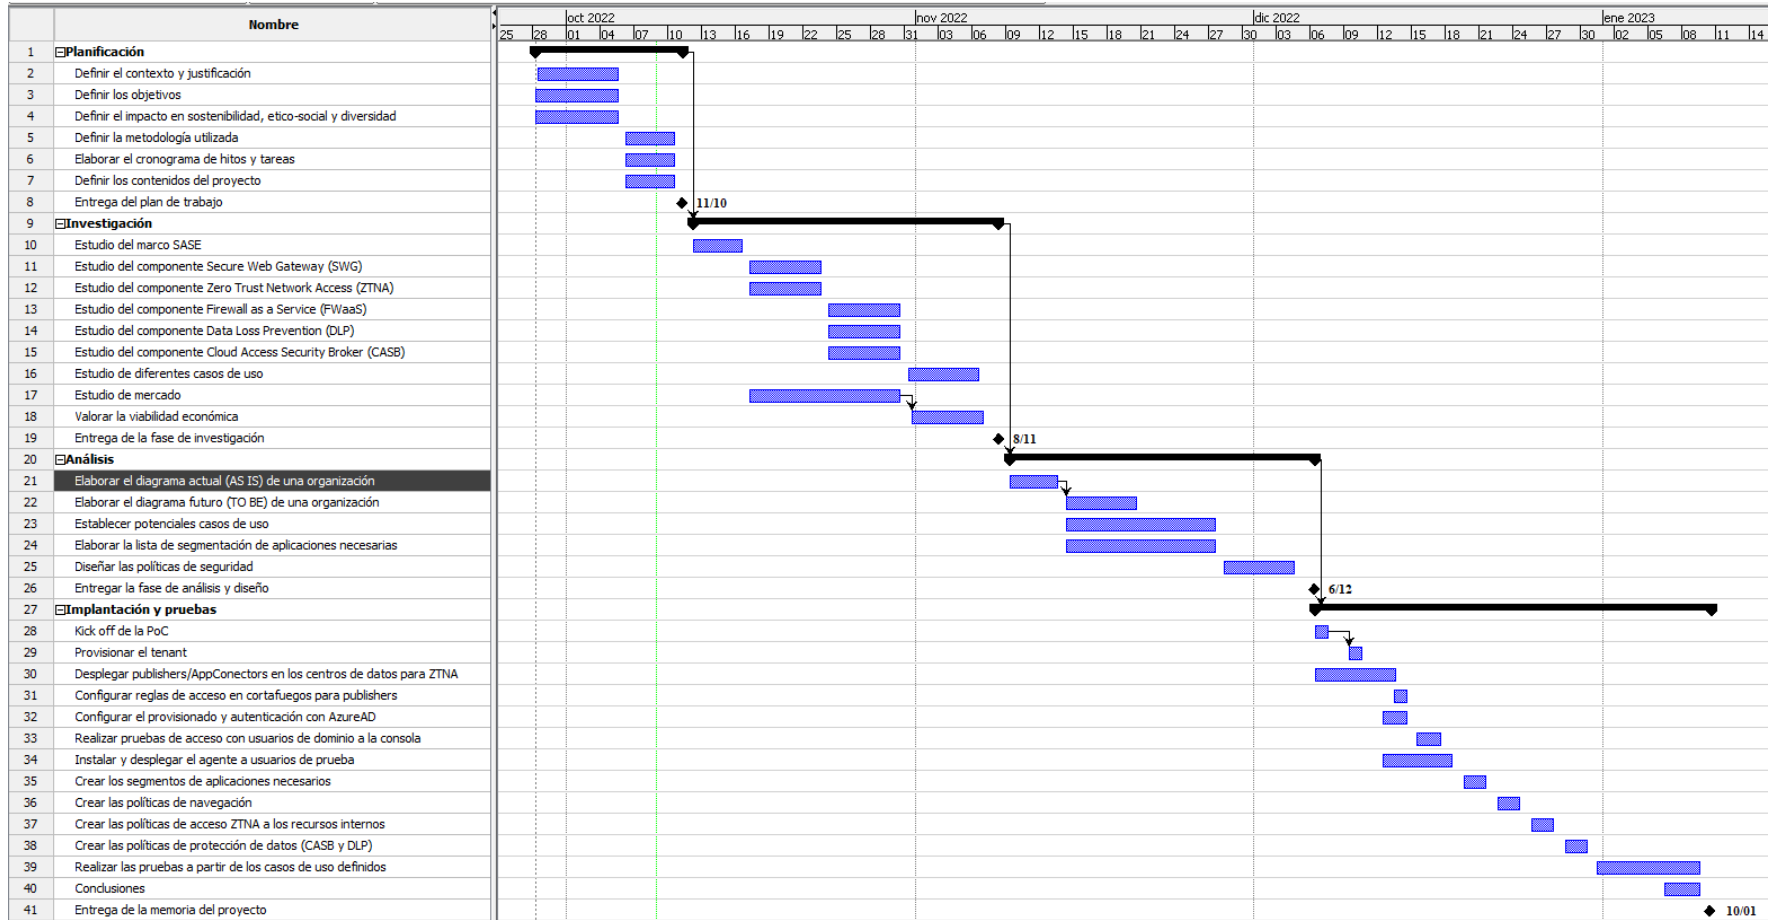 Nombre
oct 2022 nov 2022 dic 2022 ene 2023
25 28 01 04 07 10 13 16 19 22 25 28 31 03 06 09 12 15 18 21 24 27 30 03 06 09 12 15 18 21 24 27 30 02 05 08 11 14
1 Planificación
2 Definir el contexto y justificación
3 Definir los objetivos
4 Definir el impacto en sostenibilidad, etico-social y diversidad
5 Definir la metodología utilizada
6 Elaborar el cronograma de hitos y tareas
7 Definir los contenidos del proyecto
8 Entrega del plan de trabajo 11/10
9 Investigación
10 Estudio del marco SASE
11 Estudio del componente Secure Web Gateway (SWG)
12 Estudio del componente Zero Trust Network Access (ZTNA)
13 Estudio del componente Firewall as a Service (FWaaS)
14 Estudio del componente Data Loss Prevention (DLP)
15 Estudio del componente Cloud Access Security Broker (CASB)
16 Estudio de diferentes casos de uso
17 Estudio de mercado
18 Valorar la viabilidad económica
19 Entrega de la fase de investigación 8/11
20 Análisis
21 Elaborar el diagrama actual (AS IS) de una organización
22 Elaborar el diagrama futuro (TO BE) de una organización
23 Establecer potenciales casos de uso
24 Elaborar la lista de segmentación de aplicaciones necesarias
25 Diseñar las políticas de seguridad
26 Entregar la fase de análisis y diseño 6/12
27 Implantación y pruebas
28 Kick off de la PoC
29 Provisionar el tenant
30 Desplegar publishers/AppConectors en los centros de datos para ZTNA
31 Configurar reglas de acceso en cortafuegos para publishers
32 Configurar el provisionado y autenticación con AzureAD
33 Realizar pruebas de acceso con usuarios de dominio a la consola
34 Instalar y desplegar el agente a usuarios de prueba
35 Crear los segmentos de aplicaciones necesarios
36 Crear las políticas de navegación
37 Crear las políticas de acceso ZTNA a los recursos internos
38 Crear las políticas de protección de datos (CASB y DLP)
39 Realizar las pruebas a partir de los casos de uso definidos
40 Conclusiones
41 Entrega de la memoria del proyecto 10/01